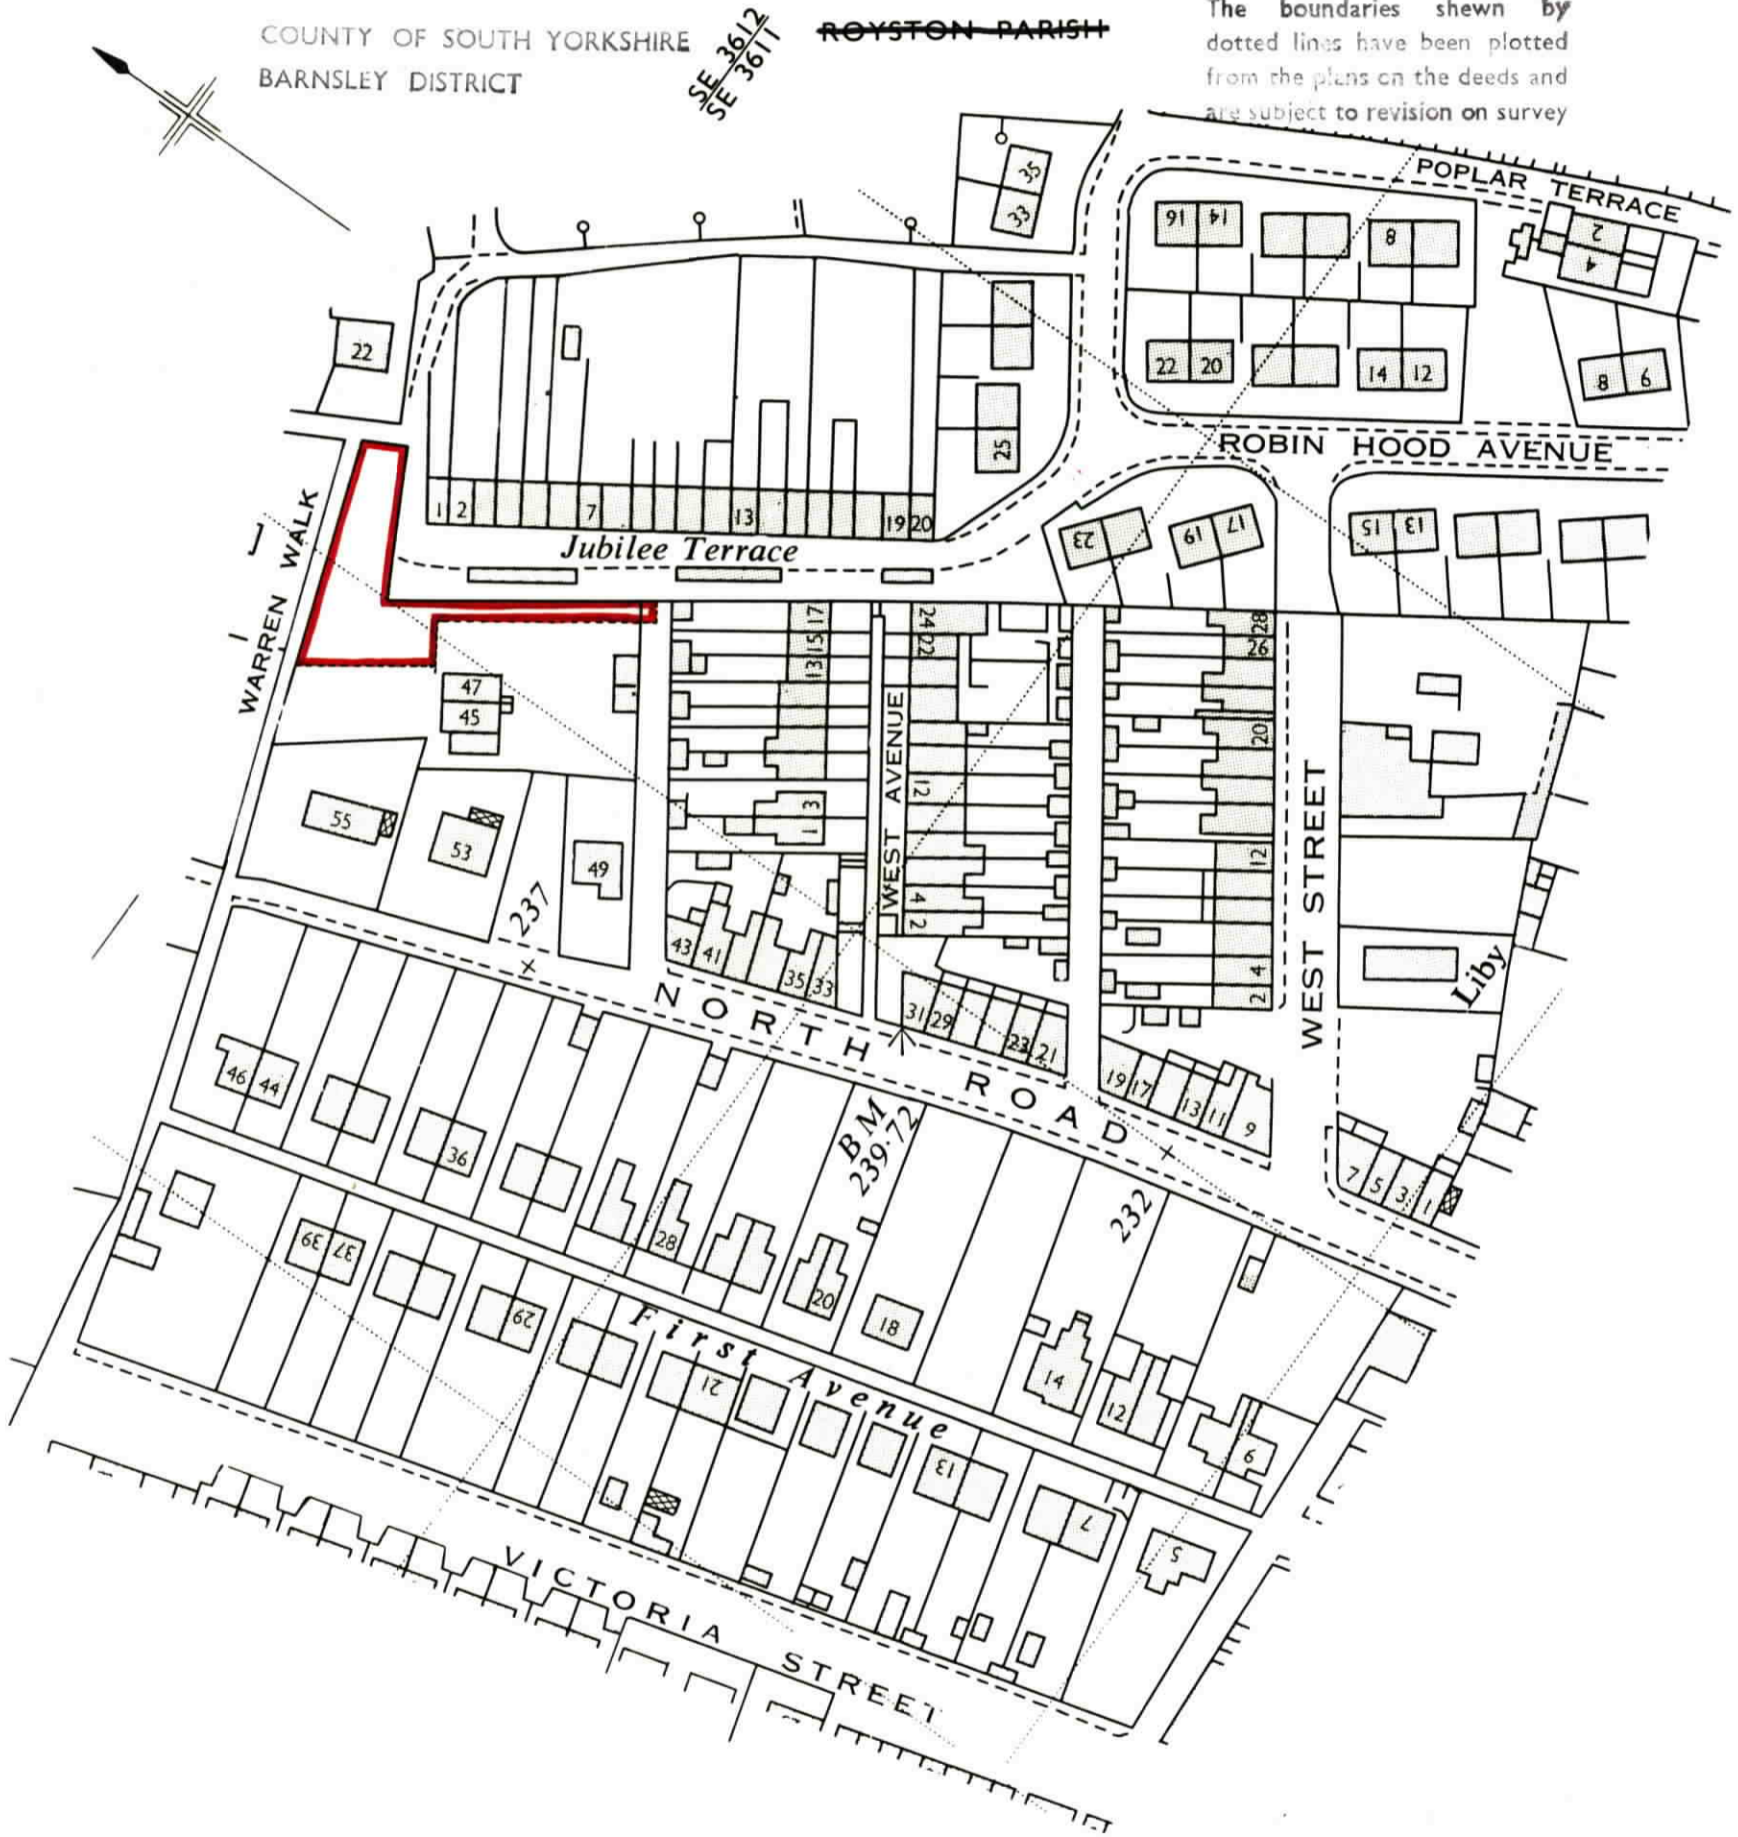 COUNTY OF SOUTH YORKSHIRE
BARNSLEY DISTRICT
SE 3612
SE 3611
ROYSTON PARISH
The boundaries shewn by
dotted lines have been plotted
from the plans on the deeds and
are subject to revision on survey
POPLAR TERRACE
35
33
16 14
8
2
4
22
22 20
14 12
8 6
25
ROBIN HOOD AVENUE
1 2 7 13 19 20
Jubilee Terrace
23
19 17
15 13
WARREN WALK
17
15
13
24
22
28
26
47
45
20
WEST AVENUE
WEST STREET
12
3
1
55
53
49
12
237
4
2
43 41 35 33
4
2
Liby
31 29 23 21
NORTH ROAD
19 17 13 11 9
46 44
36
BM
239·72
7 5 3 1
232
28
39 37
20
18
29
First Avenue
21
14
12
6
13
7
5
VICTORIA STREET